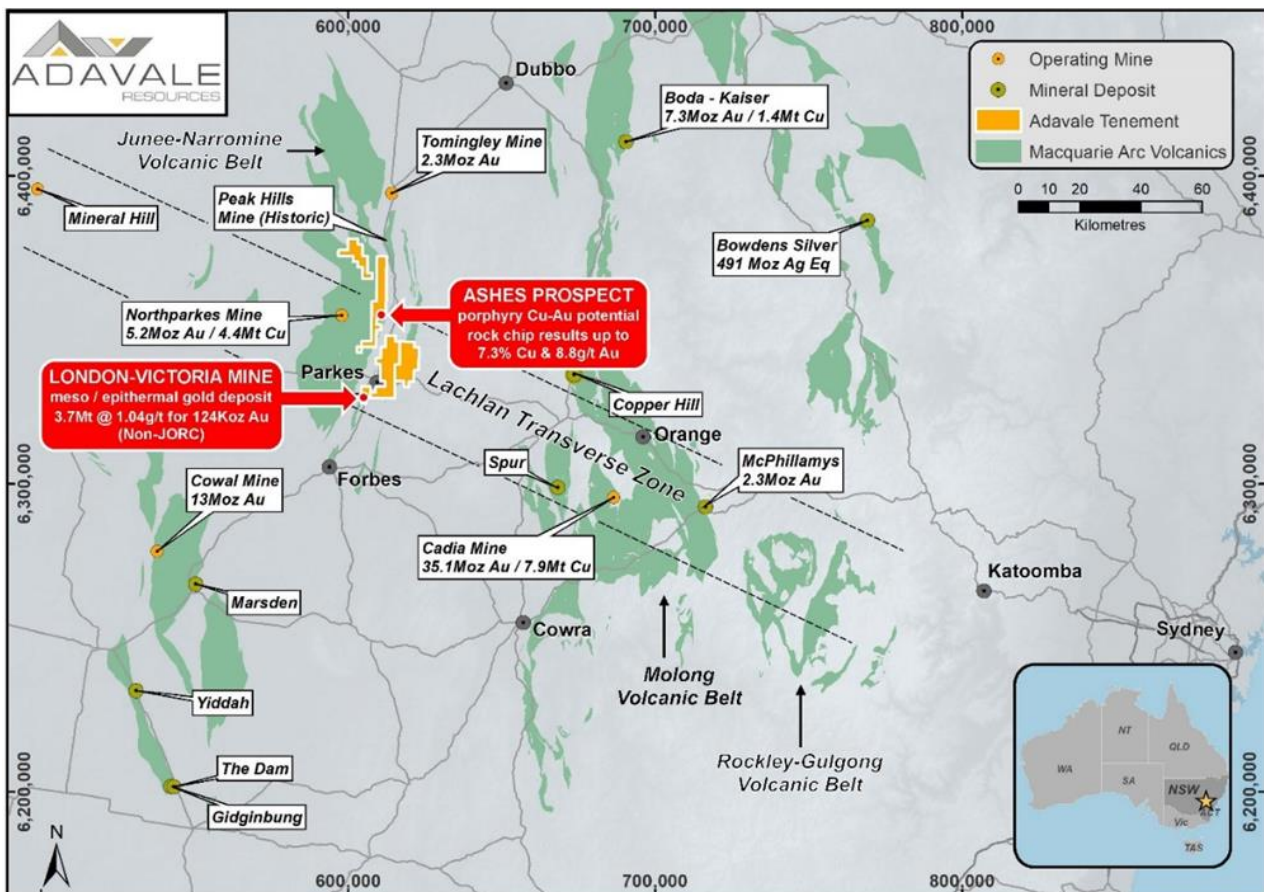 600,000
700,000
800,000
ADAVALE
RESOURCES
Operating Mine
Mineral Deposit
Adavale Tenement
Macquarie Arc Volcanics
0 10 20 40 60
Kilometres
Dubbo
Boda - Kaiser
7.3Moz Au / 1.4Mt Cu
Junee-Narromine
Volcanic Belt
Tomingley Mine
2.3Moz Au
6,400,000
6,400,000
Mineral Hill
Peak Hills
Mine (Historic)
Bowdens Silver
491 Moz Ag Eq
Northparkes Mine
5.2Moz Au / 4.4Mt Cu
ASHES PROSPECT
porphyry Cu-Au potential
rock chip results up to
7.3% Cu & 8.8g/t Au
LONDON-VICTORIA MINE
meso / epithermal gold deposit
3.7Mt @ 1.04g/t for 124Koz Au
(Non-JORC)
Parkes
Lachlan Transverse Zone
Copper Hill
Orange
Forbes
Spur
McPhillamys
2.3Moz Au
6,300,000
6,300,000
Cowal Mine
13Moz Au
Cadia Mine
35.1Moz Au / 7.9Mt Cu
Marsden
Cowra
Katoomba
Sydney
Molong
Volcanic Belt
Yiddah
Rockley-Gulgong
Volcanic Belt
The Dam
Gidginbung
6,200,000
6,200,000
N
WA
NT
SA
QLD
NSW
ACT
Vic
TAS
600,000
700,000
800,000